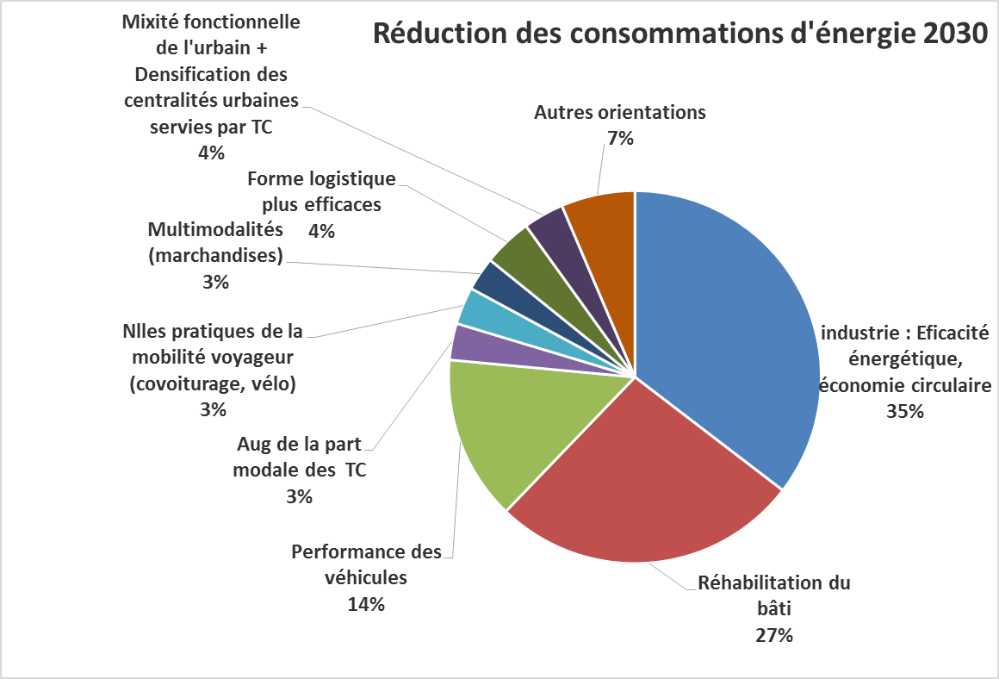 Réduction des consommations d'énergie 2030
Mixité fonctionnelle
de l'urbain +
Densification des
centralités urbaines
servies par TC
4%
Autres orientations
7%
Forme logistique
plus efficaces
4%
Multimodalités
(marchandises)
3%
Nlles pratiques de la
mobilité voyageur
(covoiturage, vélo)
3%
industrie : Eficacité
énergétique,
économie circulaire
35%
Aug de la part
modale des  TC
3%
Performance des
véhicules
14%
Réhabilitation du
bâti
27%